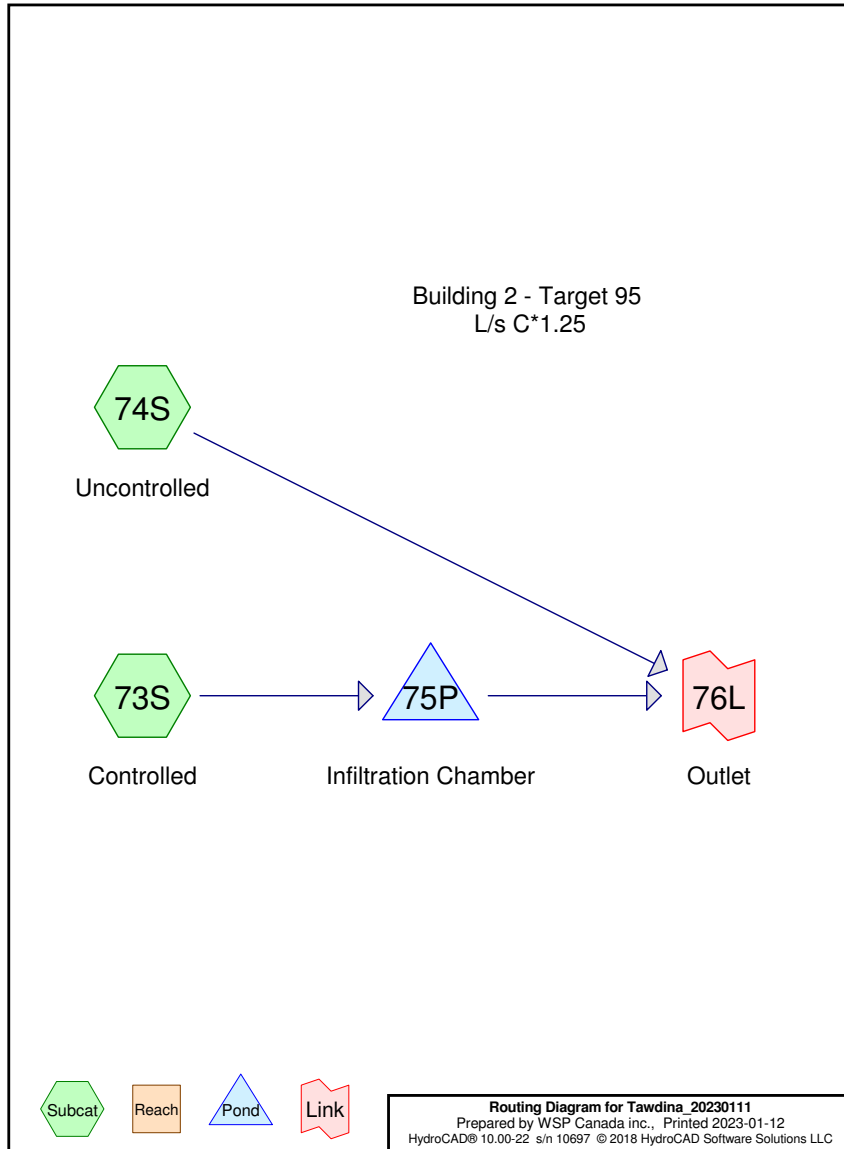 Building 2 - Target 95
L/s C*1.25
74S
Uncontrolled
73S
Controlled
75P
Infiltration Chamber
76L
Outlet
Subcat
Reach
Pond
Link
Routing Diagram for Tawdina_20230111
Prepared by WSP Canada inc., Printed 2023-01-12
HydroCAD® 10.00-22 s/n 10697 © 2018 HydroCAD Software Solutions LLC